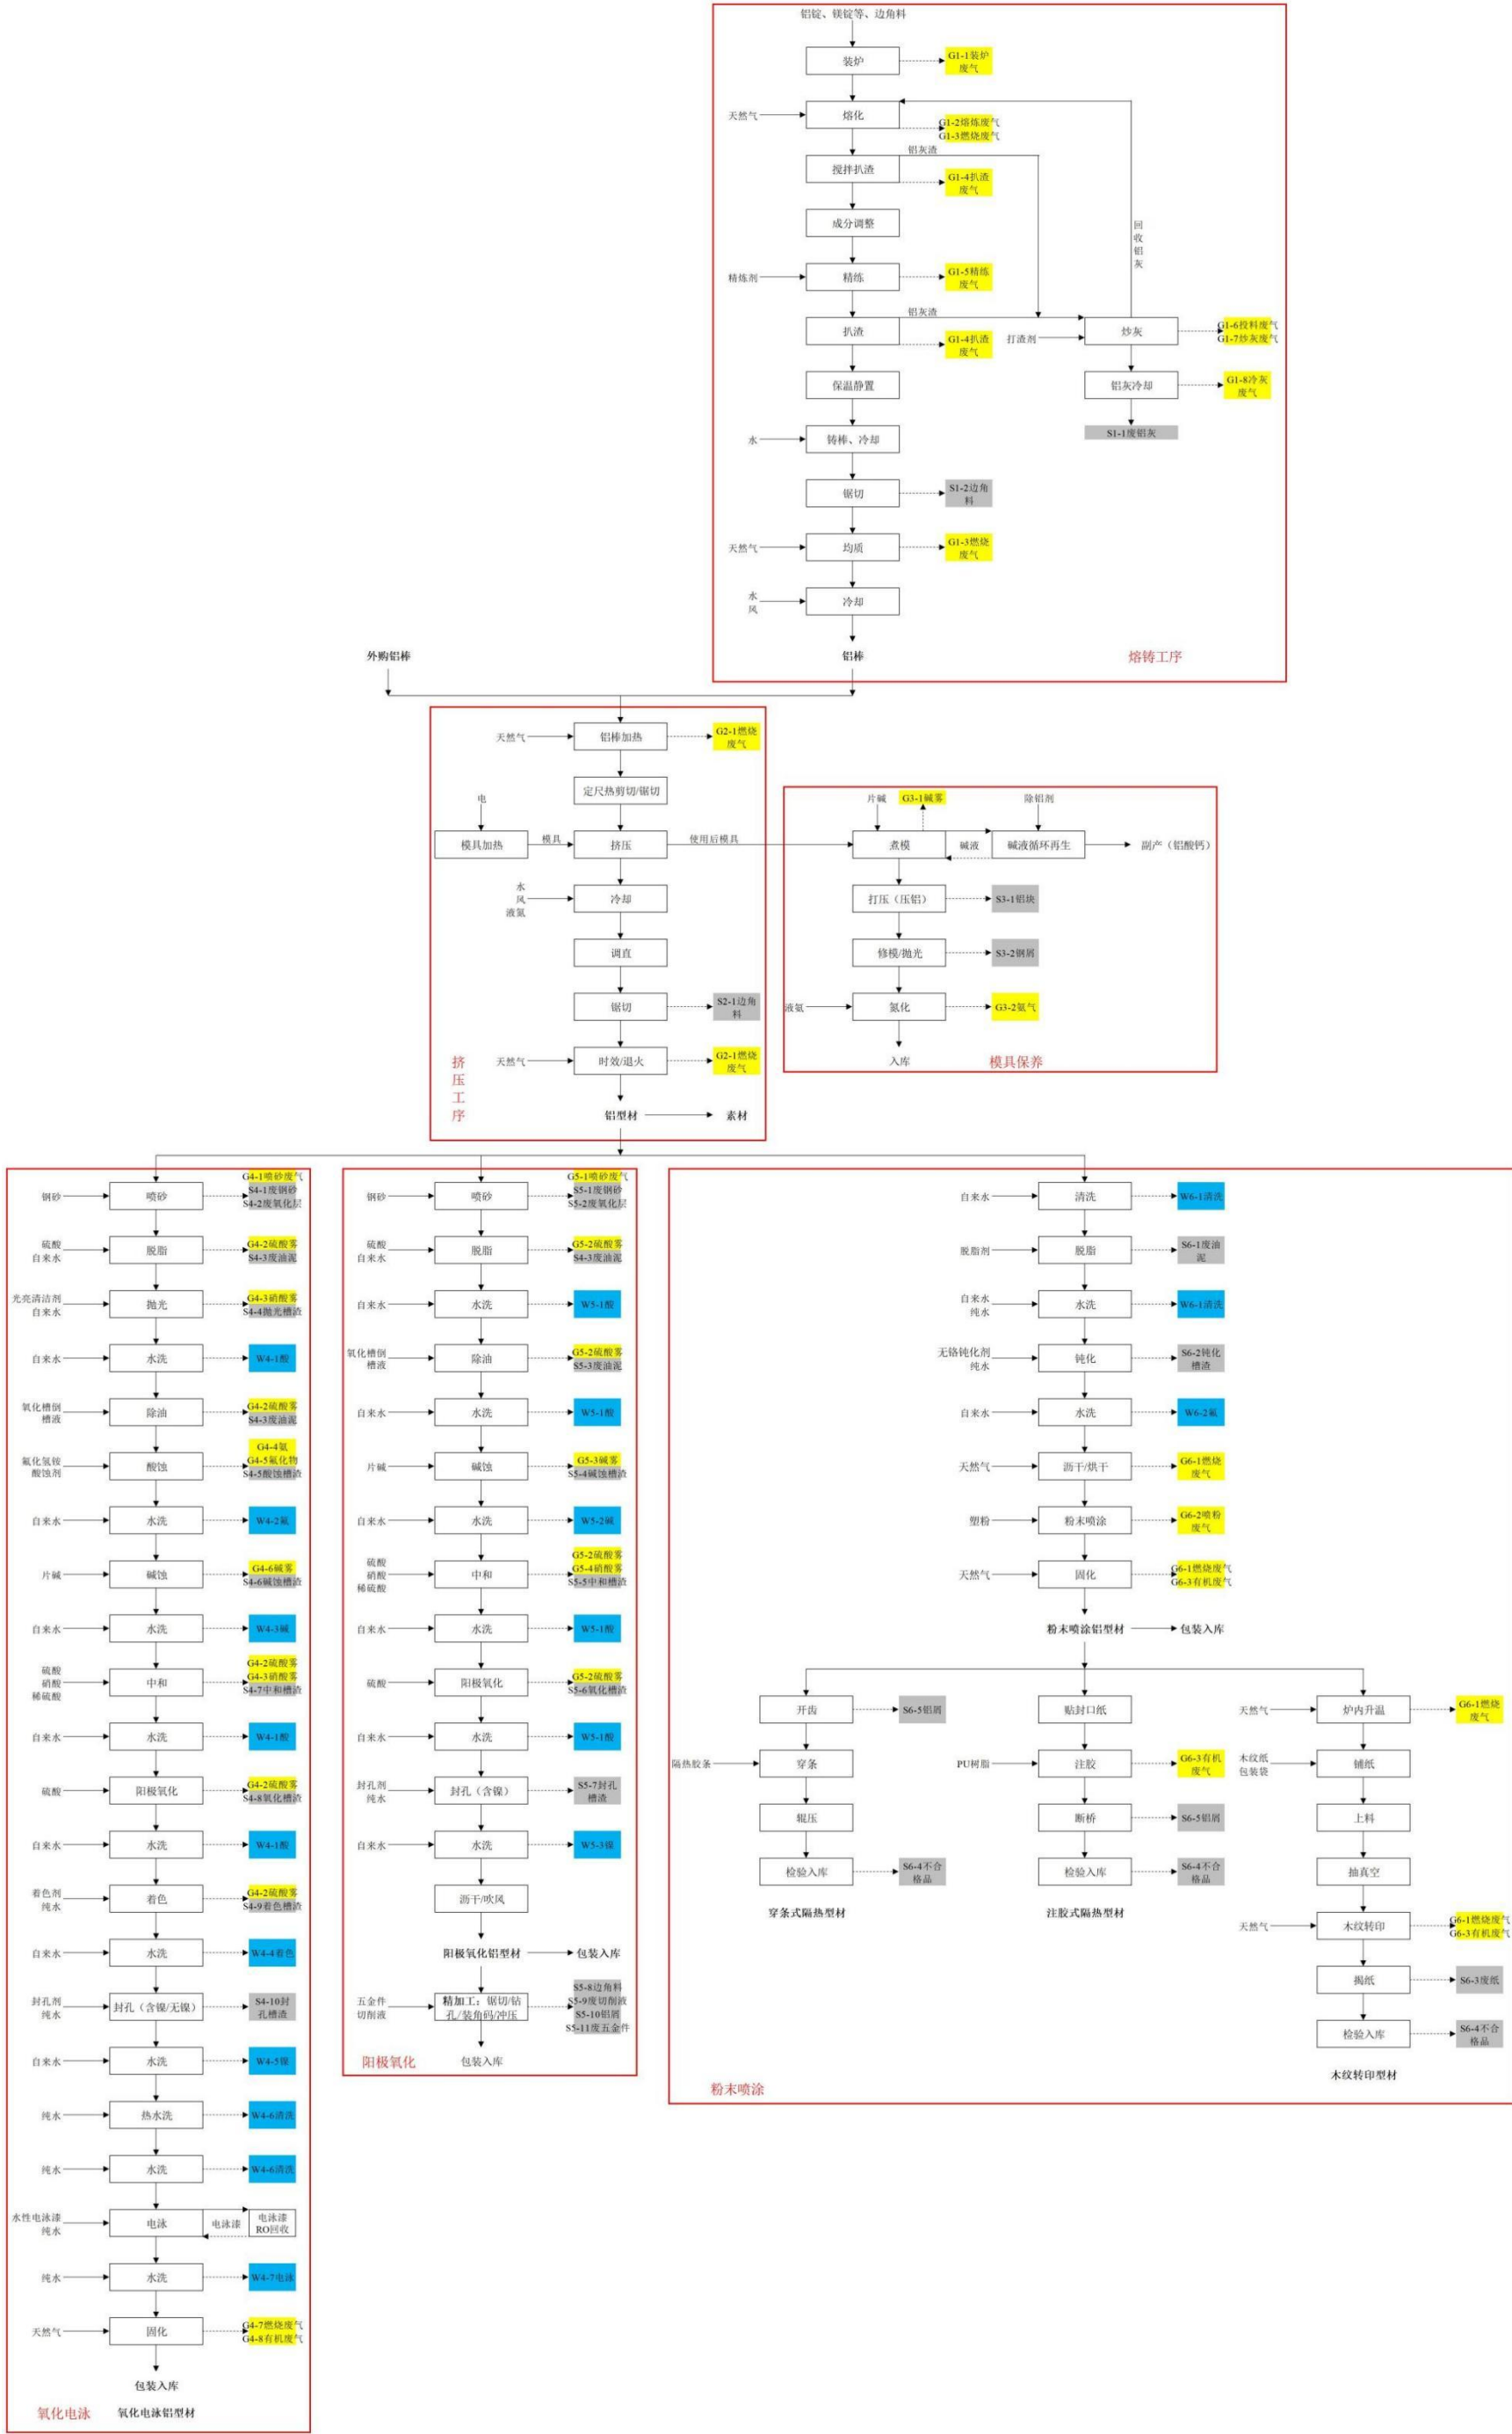 铝锭、镁锭等、边角料
装炉
G1-1装炉
废气
天然气
熔化
G1-2熔炼废气
G1-3燃烧废气
铝灰渣
搅拌扒渣
G1-4扒渣
废气
成分调整
回
收
铝
灰
精炼剂
精练
G1-5精练
废气
铝灰渣
扒渣
G1-4扒渣
废气
打渣剂
炒灰
G1-6投料废气
G1-7炒灰废气
保温静置
铝灰冷却
G1-8冷灰
废气
水
铸棒、冷却
S1-1废铝灰
锯切
S1-2边角
料
天然气
均质
G1-3燃烧
废气
水
风
冷却
外购铝棒
铝棒
熔铸工序
天然气
铝棒加热
G2-1燃烧
废气
定尺热剪切/锯切
电
模具加热
模具
挤压
使用后模具
水
风
液氮
冷却
调直
锯切
S2-1边角
料
天然气
时效/退火
G2-1燃烧
废气
挤
压
工
序
铝型材
素材
片碱
G3-1碱雾
除铝剂
煮模
碱液
碱液循环再生
副产（铝酸钙）
打压（压铝）
S3-1铝块
修模/抛光
S3-2钢屑
液氨
氮化
G3-2氨气
入库
模具保养
钢砂
喷砂
G4-1喷砂废气
S4-1废钢砂
S4-2废氧化层
硫酸
自来水
脱脂
G4-2硫酸雾
S4-3废油泥
光亮清洁剂
自来水
抛光
G4-3硝酸雾
S4-4抛光槽渣
自来水
水洗
W4-1酸
氧化槽倒
槽液
除油
G4-2硫酸雾
S4-3废油泥
氟化氢铵
酸蚀剂
酸蚀
G4-4氨
G4-5氟化物
S4-5酸蚀槽渣
自来水
水洗
W4-2氟
片碱
碱蚀
G4-6碱雾
S4-6碱蚀槽渣
自来水
水洗
W4-3碱
硫酸
硝酸
稀硫酸
中和
G4-2硫酸雾
G4-3硝酸雾
S4-7中和槽渣
自来水
水洗
W4-1酸
硫酸
阳极氧化
G4-2硫酸雾
S4-8氧化槽渣
自来水
水洗
W4-1酸
着色剂
纯水
着色
G4-2硫酸雾
S4-9着色槽渣
自来水
水洗
W4-4着色
封孔剂
纯水
封孔（含镍/无镍）
S4-10封
孔槽渣
自来水
水洗
W4-5镍
纯水
热水洗
W4-6清洗
纯水
水洗
W4-6清洗
水性电泳漆
纯水
电泳
电泳漆
电泳漆
RO回收
纯水
水洗
W4-7电泳
天然气
固化
G4-7燃烧废气
G4-8有机废气
包装入库
氧化电泳
氧化电泳铝型材
钢砂
喷砂
G5-1喷砂废气
S5-1废钢砂
S5-2废氧化层
硫酸
自来水
脱脂
G5-2硫酸雾
S4-3废油泥
自来水
水洗
W5-1酸
氧化槽倒
槽液
除油
G5-2硫酸雾
S5-3废油泥
自来水
水洗
W5-1酸
片碱
碱蚀
G5-3碱雾
S5-4碱蚀槽渣
自来水
水洗
W5-2碱
硫酸
硝酸
稀硫酸
中和
G5-2硫酸雾
G5-4硝酸雾
S5-5中和槽渣
自来水
水洗
W5-1酸
硫酸
阳极氧化
G5-2硫酸雾
S5-6氧化槽渣
自来水
水洗
W5-1酸
封孔剂
纯水
封孔（含镍）
S5-7封孔
槽渣
自来水
水洗
W5-3镍
沥干/吹风
阳极氧化铝型材
包装入库
五金件
切削液
精加工：锯切/钻
孔/装角码/冲压
S5-8边角料
S5-9废切削液
S5-10铝屑
S5-11废五金件
阳极氧化
包装入库
自来水
清洗
W6-1清洗
脱脂剂
脱脂
S6-1废油
泥
自来水
纯水
水洗
W6-1清洗
无铬钝化剂
纯水
钝化
S6-2钝化
槽渣
自来水
水洗
W6-2氟
天然气
沥干/烘干
G6-1燃烧
废气
塑粉
粉末喷涂
G6-2喷粉
废气
天然气
固化
G6-1燃烧废气
G6-3有机废气
粉末喷涂铝型材
包装入库
开齿
S6-5铝屑
隔热胶条
穿条
辊压
检验入库
S6-4不合
格品
穿条式隔热型材
贴封口纸
PU树脂
注胶
G6-3有机
废气
断桥
S6-5铝屑
检验入库
S6-4不合
格品
注胶式隔热型材
天然气
炉内升温
G6-1燃烧
废气
木纹纸
包装袋
铺纸
上料
抽真空
天然气
木纹转印
G6-1燃烧废气
G6-3有机废气
揭纸
S6-3废纸
检验入库
S6-4不合
格品
木纹转印型材
粉末喷涂